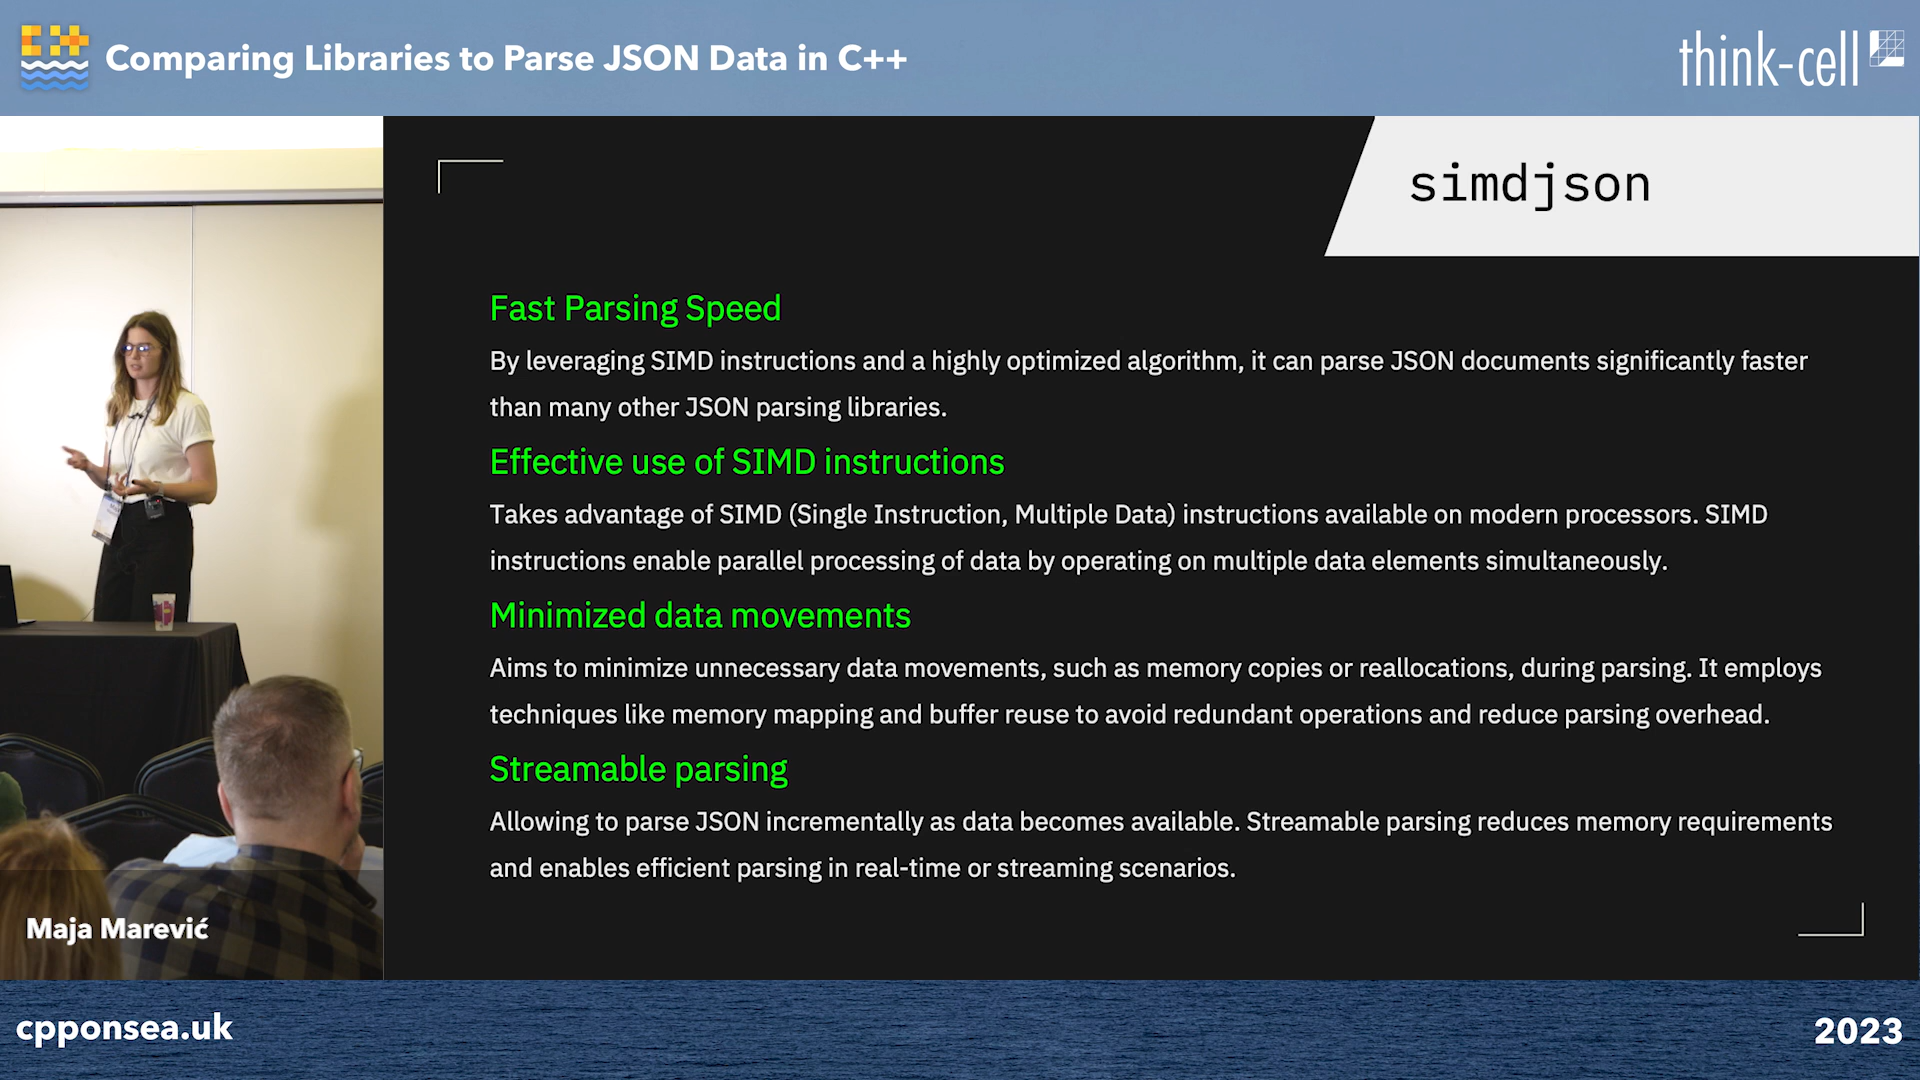 Comparing Libraries to Parse JSON Data in C++
think-cell
simdjson
Fast Parsing Speed
By leveraging SIMD instructions and a highly optimized algorithm, it can parse JSON documents significantly faster
than many other JSON parsing libraries.
Effective use of SIMD instructions
Takes advantage of SIMD (Single Instruction, Multiple Data) instructions available on modern processors. SIMD
instructions enable parallel processing of data by operating on multiple data elements simultaneously.
Minimized data movements
Aims to minimize unnecessary data movements, such as memory copies or reallocations, during parsing. It employs
techniques like memory mapping and buffer reuse to avoid redundant operations and reduce parsing overhead.
Streamable parsing
Allowing to parse JSON incrementally as data becomes available. Streamable parsing reduces memory requirements
and enables efficient parsing in real-time or streaming scenarios.
Maja Marević
cpponsea.uk
2023